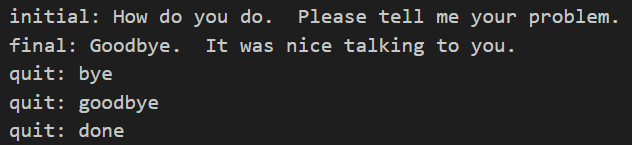 initial: How do you do.  Please tell me your problem.
final: Goodbye.  It was nice talking to you.
quit: bye
quit: goodbye
quit: done